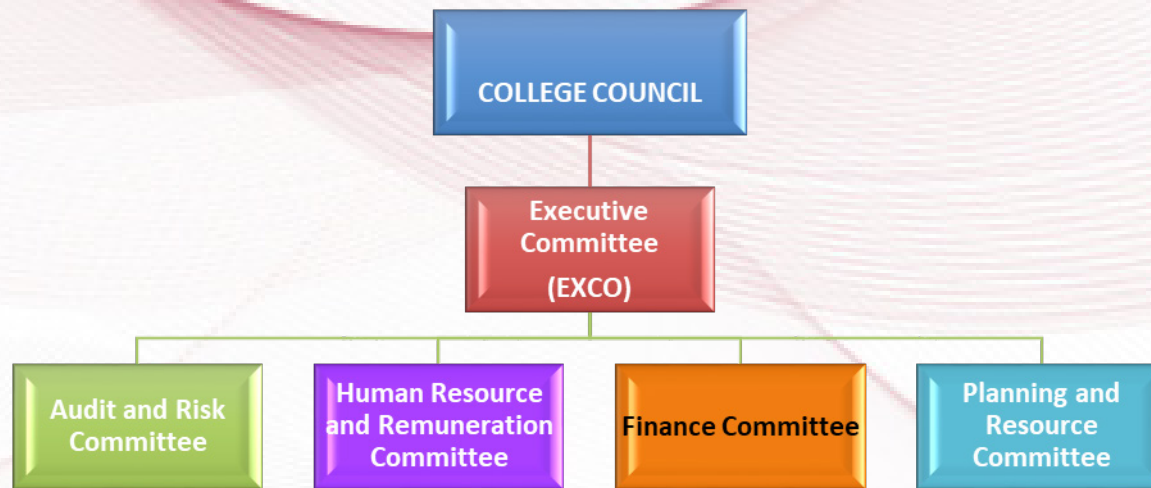 COLLEGE COUNCIL
Executive
Committee
(EXCO)
Audit and Risk
Committee
Human Resource
and Remuneration
Committee
Finance Committee
Planning and
Resource
Committee